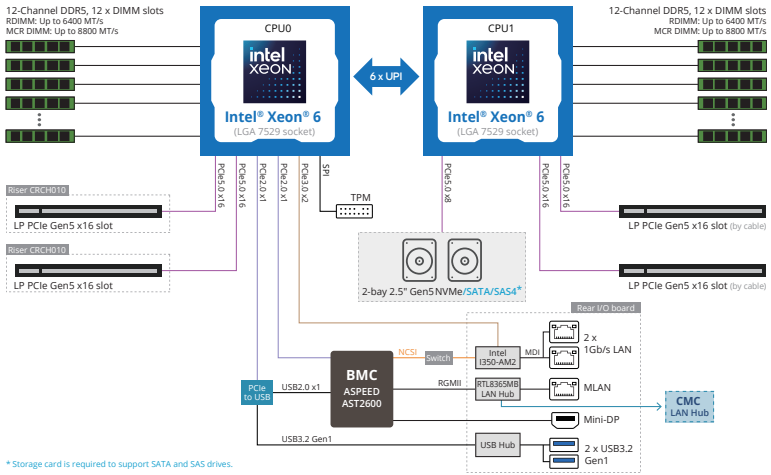 12-Channel DDR5, 12 x DIMM slots
RDIMM: Up to 6400 MT/s
MCR DIMM: Up to 8800 MT/s
CPU0
intel
XEON
Intel® Xeon® 6
(LGA 7529 socket)
6 x UPI
CPU1
intel
XEON
Intel® Xeon® 6
(LGA 7529 socket)
12-Channel DDR5, 12 x DIMM slots
RDIMM: Up to 6400 MT/s
MCR DIMM: Up to 8800 MT/s
PCIe5.0 x16
PCIe5.0 x16
PCIe2.0 x1
PCIe2.0 x1
PCIe3.0 x2
SPI
TPM
PCIe5.0 x8
PCIe5.0 x16
PCIe5.0 x16
Riser CRCH010
LP PCIe Gen5 x16 slot
Riser CRCH010
LP PCIe Gen5 x16 slot
LP PCIe Gen5 x16 slot (by cable)
LP PCIe Gen5 x16 slot (by cable)
2-bay 2.5" Gen5 NVMe/SATA/SAS4*
Rear I/O board
NCSI
Switch
Intel
I350-AM2
MDI
2 x
1Gb/s LAN
BMC
ASPEED
AST2600
PCIe
to USB
USB2.0 x1
RGMII
RTL8365MB
LAN Hub
MLAN
CMC
LAN Hub
Mini-DP
USB3.2 Gen1
USB Hub
2 x USB3.2
Gen1
* Storage card is required to support SATA and SAS drives.